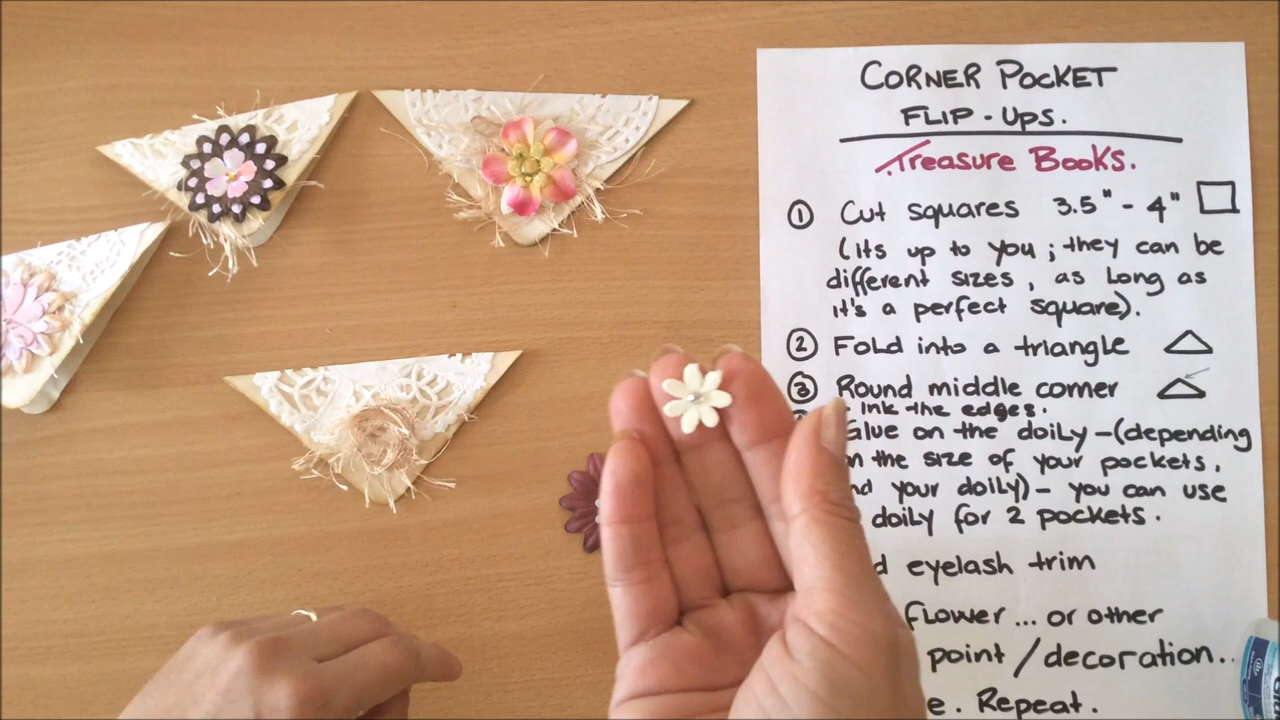 CORNER POCKET
FLIP-UPS.
Treasure Books.
① Cut squares 3.5" - 4"
(its up to you ; they can be
different sizes, as long as
it's a perfect square).
② Fold into a triangle
③ Round middle corner
- Ink the edges.
Glue on the doily - (depending
the size of your pockets,
your doily) - you can use
doily for 2 pockets.
eyelash trim
flower ... or other
point / decoration..
Repeat.